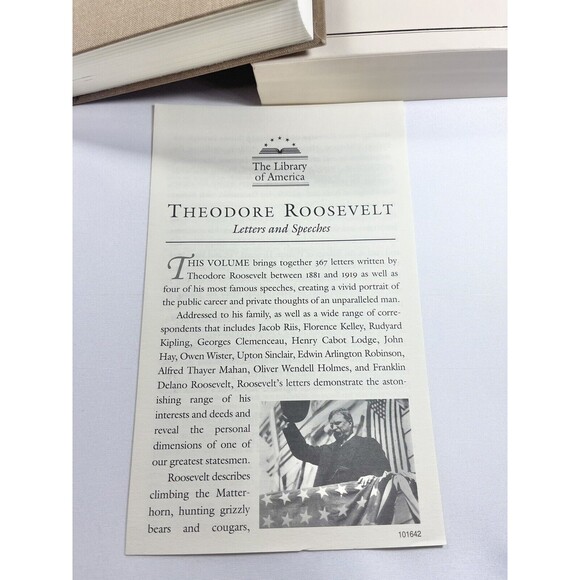 The Library
of America
THEODORE ROOSEVELT
Letters and Speeches
THIS VOLUME brings together 367 letters written by
Theodore Roosevelt between 1881 and 1919 as well as
four of his most famous speeches, creating a vivid portrait of
the public career and private thoughts of an unparalleled man.
Addressed to his family, as well as a wide range of corre-
spondents that includes Jacob Riis, Florence Kelley, Rudyard
Kipling, Georges Clemenceau, Henry Cabot Lodge, John
Hay, Owen Wister, Upton Sinclair, Edwin Arlington Robinson,
Alfred Thayer Mahan, Oliver Wendell Holmes, and Franklin
Delano Roosevelt, Roosevelt's letters demonstrate the aston-
ishing range of his
interests and deeds and
reveal the personal
dimensions of one of
our greatest statesmen.
Roosevelt describes
climbing the Matter-
horn, hunting grizzly
bears and cougars,
101642